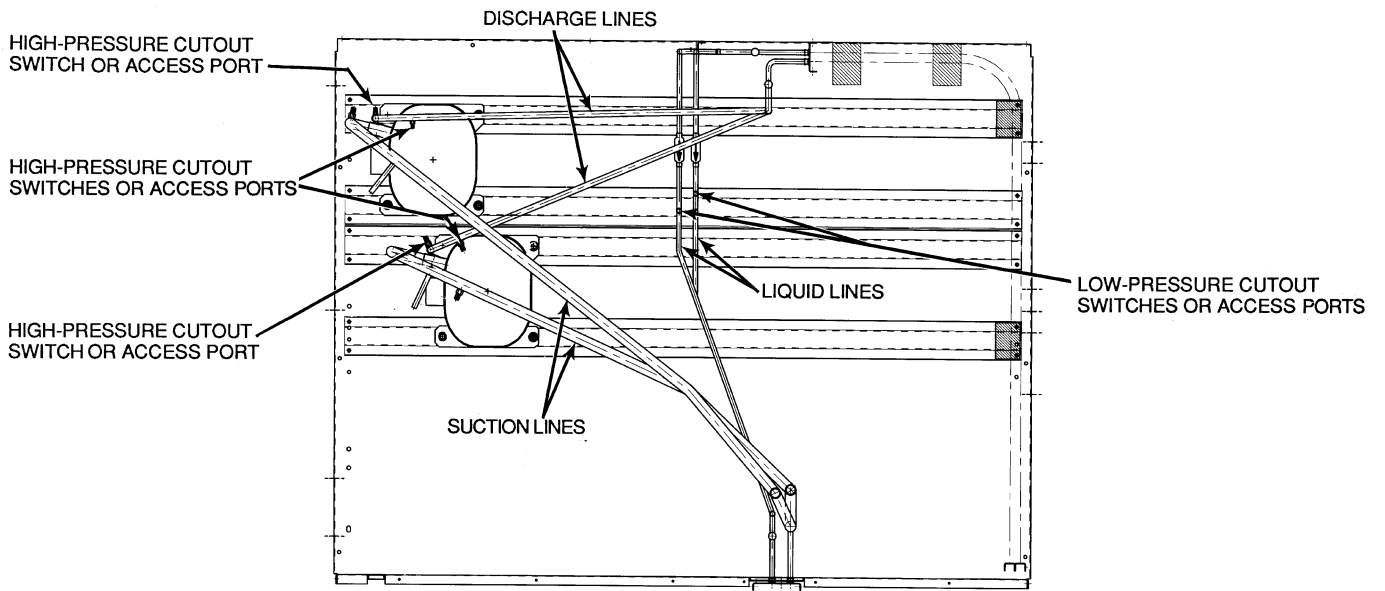 DISCHARGE LINES
HIGH-PRESSURE CUTOUT
SWITCH OR ACCESS PORT
HIGH-PRESSURE CUTOUT
SWITCHES OR ACCESS PORTS
LOW-PRESSURE CUTOUT
SWITCHES OR ACCESS PORTS
LIQUID LINES
HIGH-PRESSURE CUTOUT
SWITCH OR ACCESS PORT
SUCTION LINES